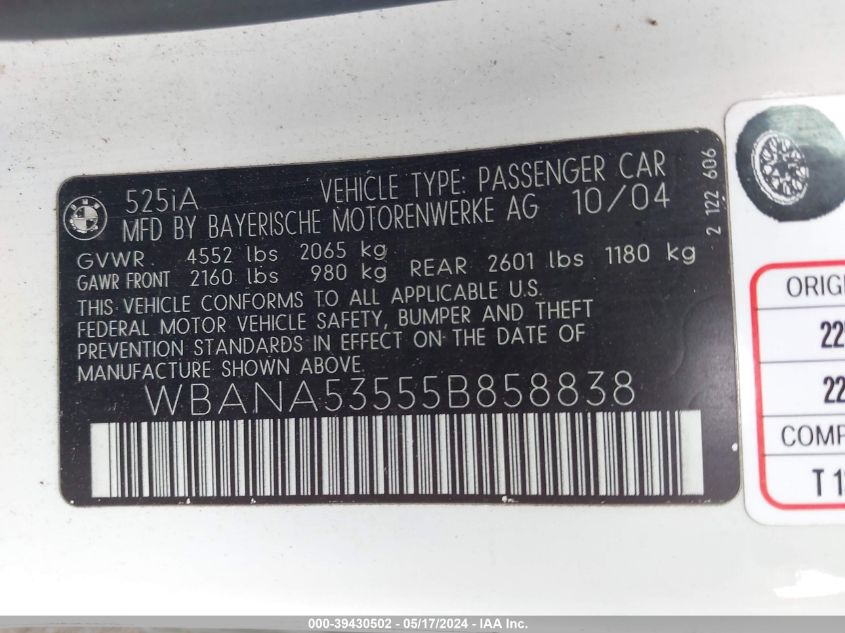 525iA VEHICLE TYPE: PASSENGER CAR
MFD BY BAYERISCHE MOTORENWERKE AG 10/04
GVWR. 4552 lbs 2065 kg
GAWR FRONT 2160 lbs 980 kg REAR 2601 lbs 1180 kg
THIS VEHICLE CONFORMS TO ALL APPLICABLE U.S.
FEDERAL MOTOR VEHICLE SAFETY, BUMPER AND THEFT
PREVENTION STANDARDS IN EFFECT ON THE DATE OF
MANUFACTURE SHOWN ABOVE.
WBANA53555B858838
2 122 606
ORIGI
22
22
COMP
T 1
000-39430502 - 05/17/2024 - © IAA Holdings, LLC